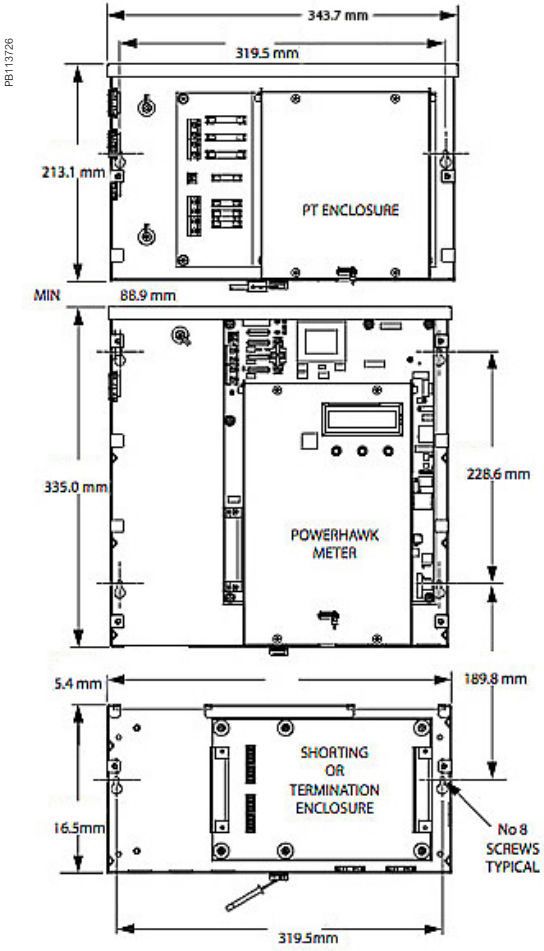 PB113726
343.7 mm
319.5 mm
213.1 mm
PT ENCLOSURE
MIN
88.9 mm
335.0 mm
228.6 mm
POWERHAWK
METER
5.4 mm
189.8 mm
SHORTING
OR
TERMINATION
ENCLOSURE
16.5mm
No 8
SCREWS
TYPICAL
319.5mm